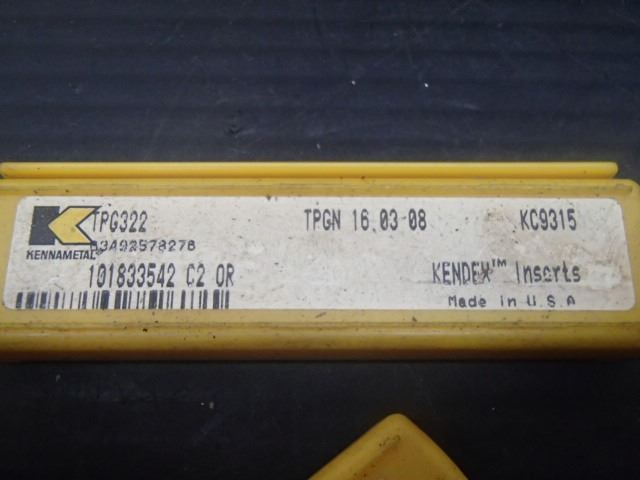 TPG322 TPGN 16 03 08 KC9315
KENNAMETAL
101833542 C2 OR KENDEX™ Inserts
Made in U.S.A